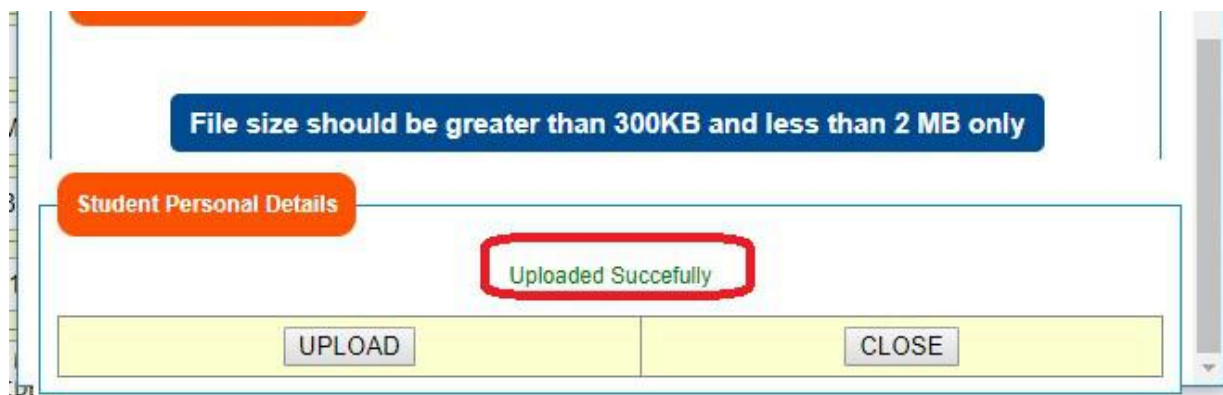 File size should be greater than 300KB and less than 2 MB only
Student Personal Details
Uploaded Succefully
UPLOAD
CLOSE